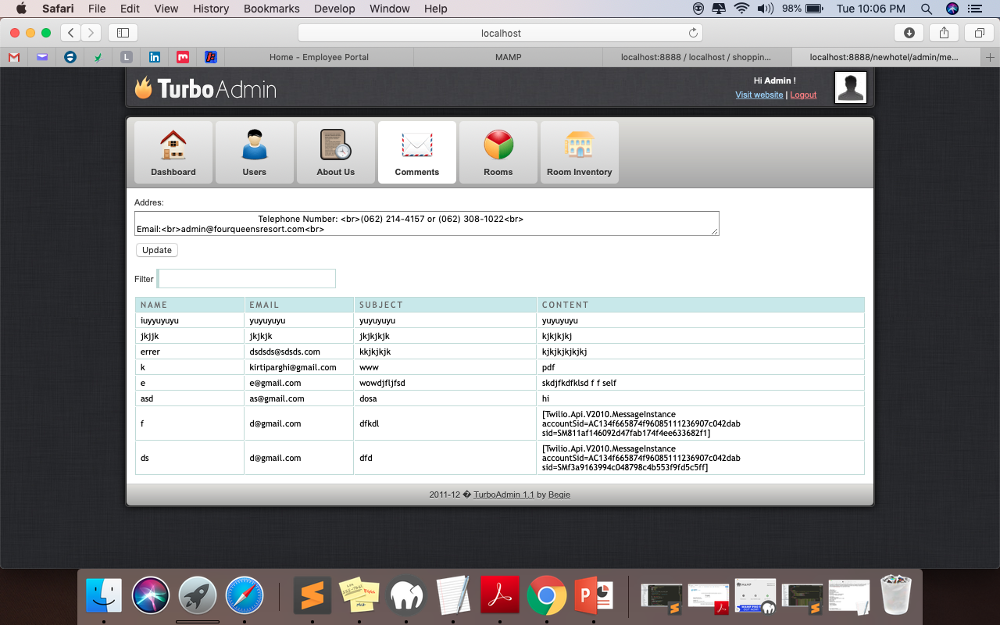 Safari File Edit View History Bookmarks Develop Window Help 98% Tue 10:06 PM
localhost
L in Home - Employee Portal MAMP localhost:8888 / localhost / shoppin... localhost:8888/newhotel/admin/me...
TurboAdmin
Hi Admin !
Visit website | Logout
Dashboard Users About Us Comments Rooms Room Inventory
Addres:
Telephone Number: <br>(062) 214-4157 or (062) 308-1022<br>
Email:<br>admin@fourqueensresort.com<br>
Update
Filter
NAME EMAIL SUBJECT CONTENT
iuyyuyuyu yuyuyuyu yuyuyuyu yuyuyuyu
jkjjk jkjkjk jkjkjkjk kjkjkjkj
errer dsdsds@sdsds.com kkjkjkjk kjkjkjkjkjkj
k kirtiparghi@gmail.com www pdf
e e@gmail.com wowdjfljfsd skdjfkdfklsd f f self
asd as@gmail.com dosa hi
f d@gmail.com dfkdl [Twilio.Api.V2010.MessageInstance
accountSid=AC134f665874f96085111236907c042dab
sid=SM811af146092d47fab174f4ee633682f1]
ds d@gmail.com dfd [Twilio.Api.V2010.MessageInstance
accountSid=AC134f665874f96085111236907c042dab
sid=SMf3a9163994c048798c4b553f9fd5c5ff]
2011-12 � TurboAdmin 1.1 by Begie